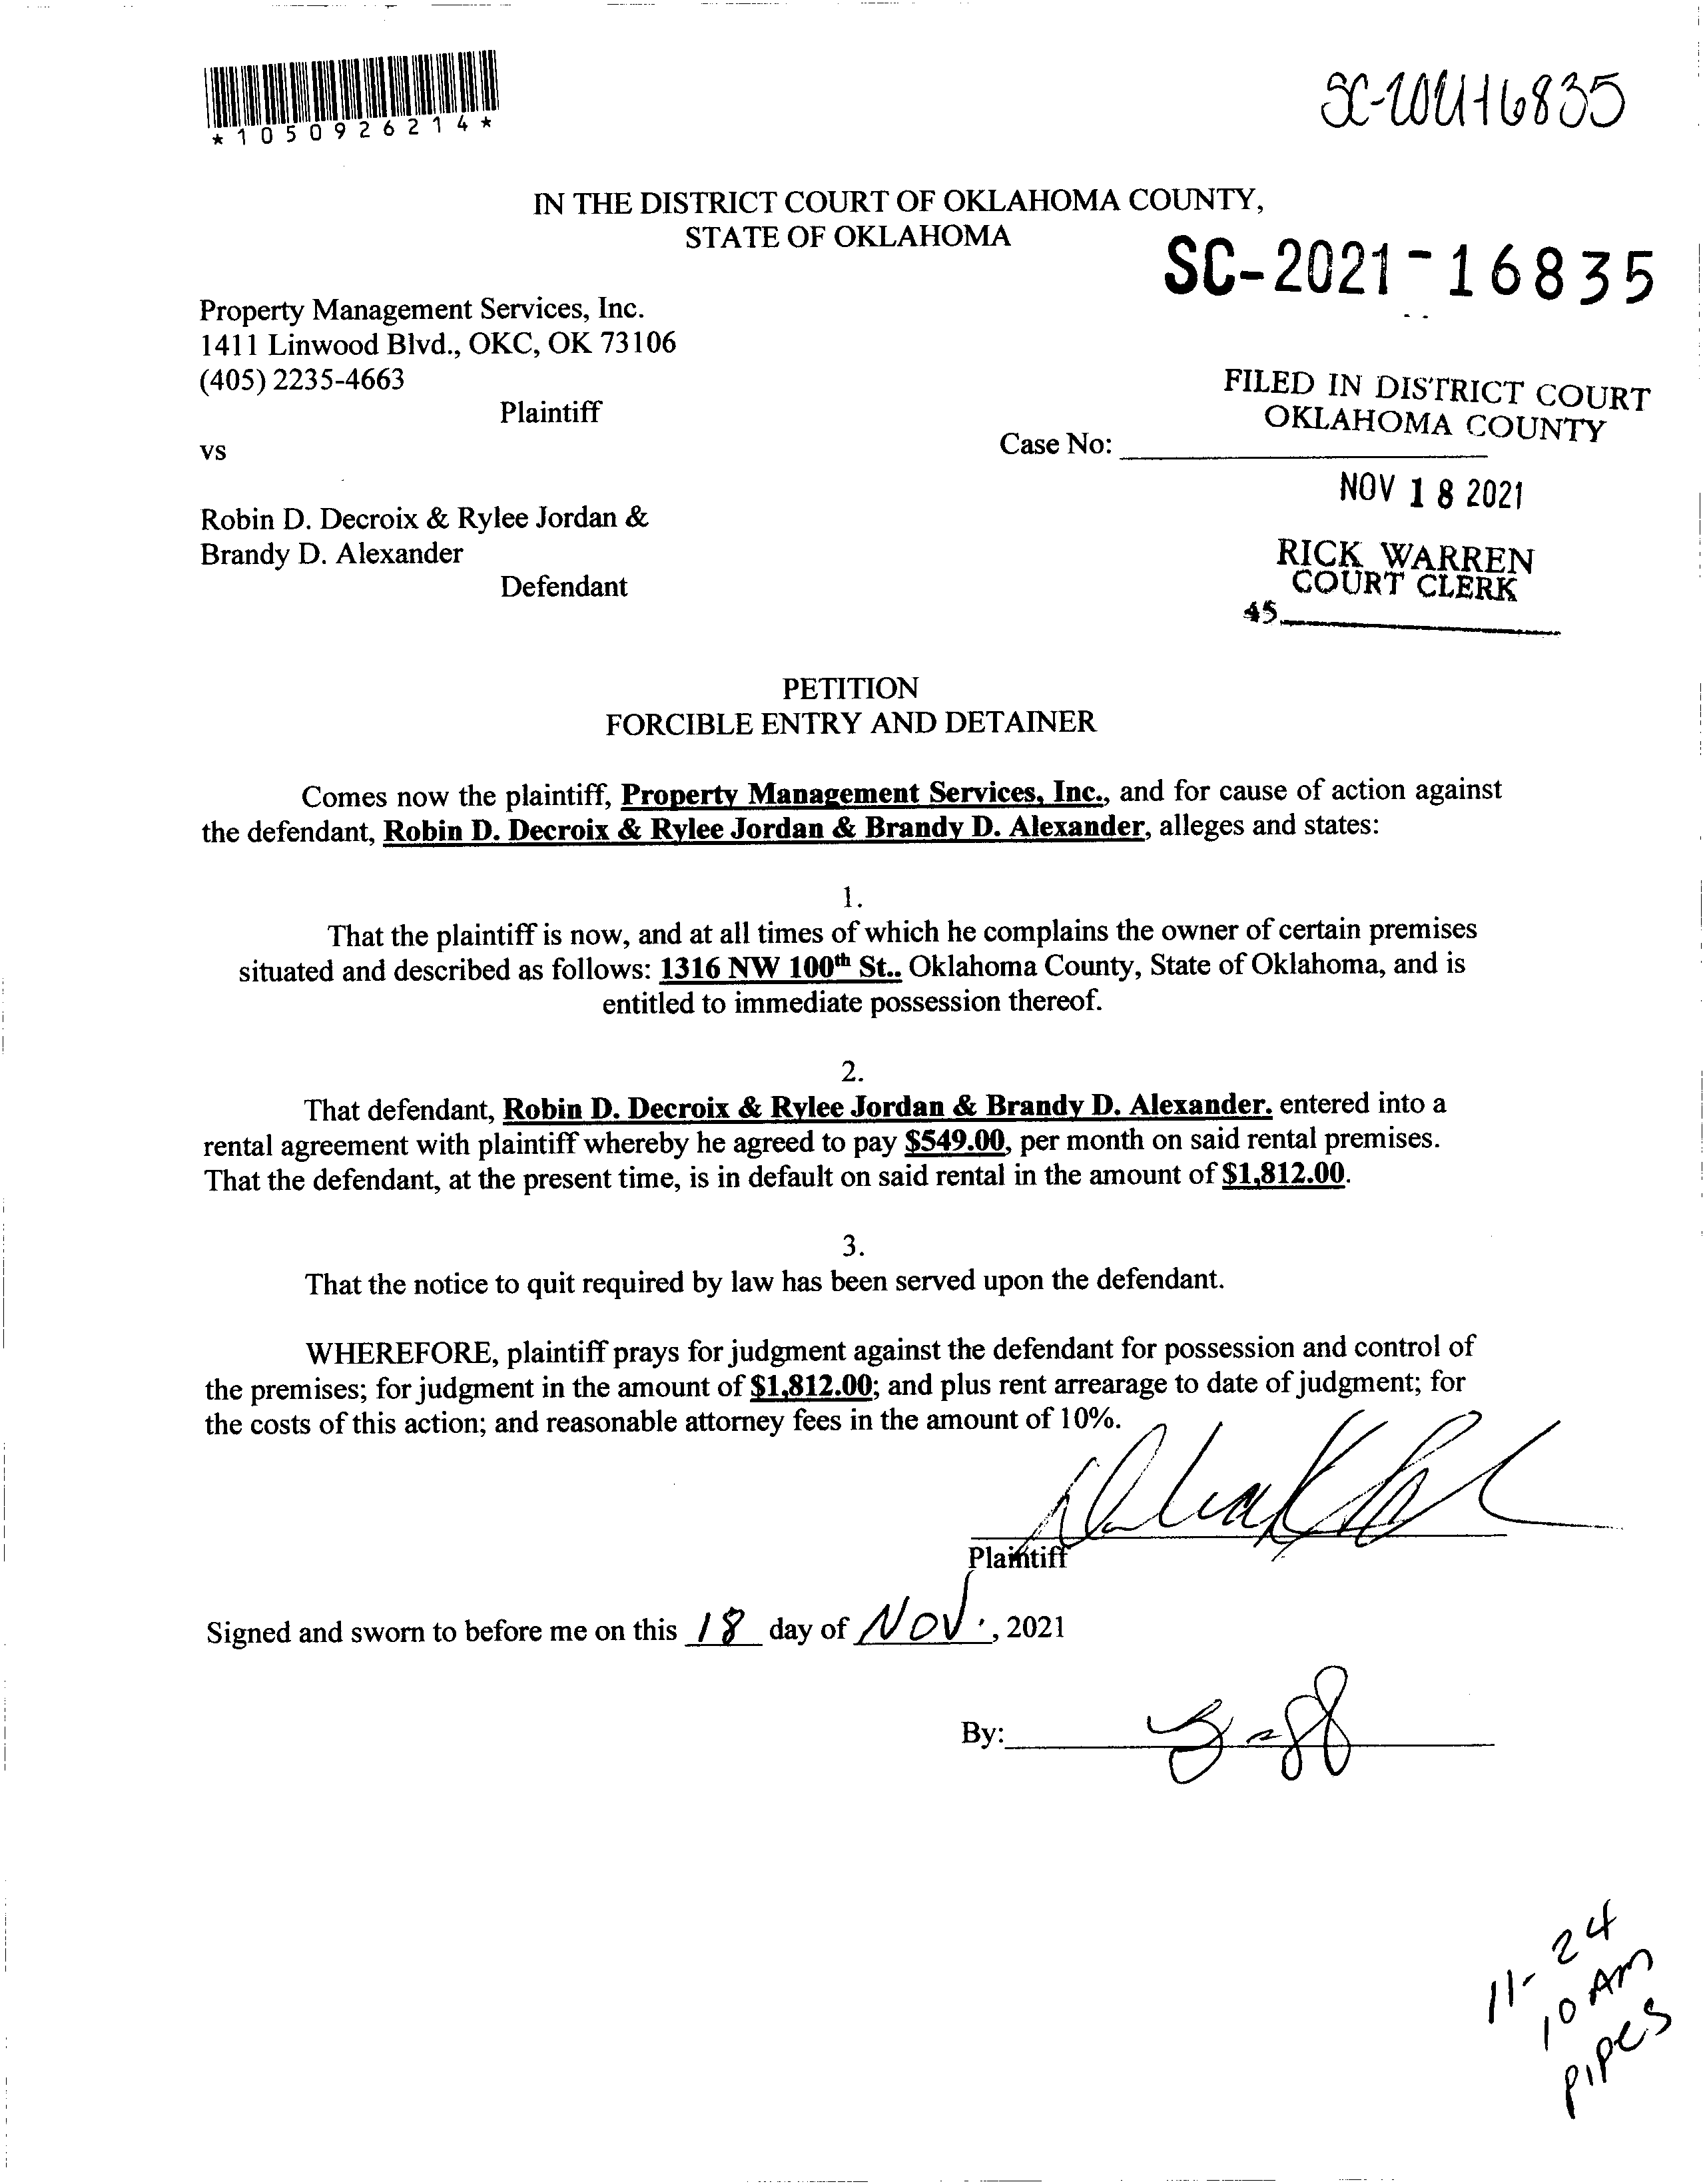 *1050926214*
SC-2021-16835
IN THE DISTRICT COURT OF OKLAHOMA COUNTY,
STATE OF OKLAHOMA
SC-2021-16835
Property Management Services, Inc.
1411 Linwood Blvd., OKC, OK 73106
(405) 2235-4663
Plaintiff
FILED IN DISTRICT COURT
OKLAHOMA COUNTY
vs
Case No:
NOV 18 2021
Robin D. Decroix & Rylee Jordan &
Brandy D. Alexander
Defendant
RICK WARREN
COURT CLERK
45
PETITION
FORCIBLE ENTRY AND DETAINER
Comes now the plaintiff, Property Management Services, Inc., and for cause of action against
the defendant, Robin D. Decroix & Rylee Jordan & Brandy D. Alexander, alleges and states:
1.
That the plaintiff is now, and at all times of which he complains the owner of certain premises
situated and described as follows: 1316 NW 100th St.. Oklahoma County, State of Oklahoma, and is
entitled to immediate possession thereof.
2.
That defendant, Robin D. Decroix & Rylee Jordan & Brandy D. Alexander. entered into a
rental agreement with plaintiff whereby he agreed to pay $549.00, per month on said rental premises.
That the defendant, at the present time, is in default on said rental in the amount of $1,812.00.
3.
That the notice to quit required by law has been served upon the defendant.
WHEREFORE, plaintiff prays for judgment against the defendant for possession and control of
the premises; for judgment in the amount of $1,812.00; and plus rent arrearage to date of judgment; for
the costs of this action; and reasonable attorney fees in the amount of 10%.
Plaintiff
Signed and sworn to before me on this 18 day of NOV., 2021
By:
11-24
10 AM
PIPES